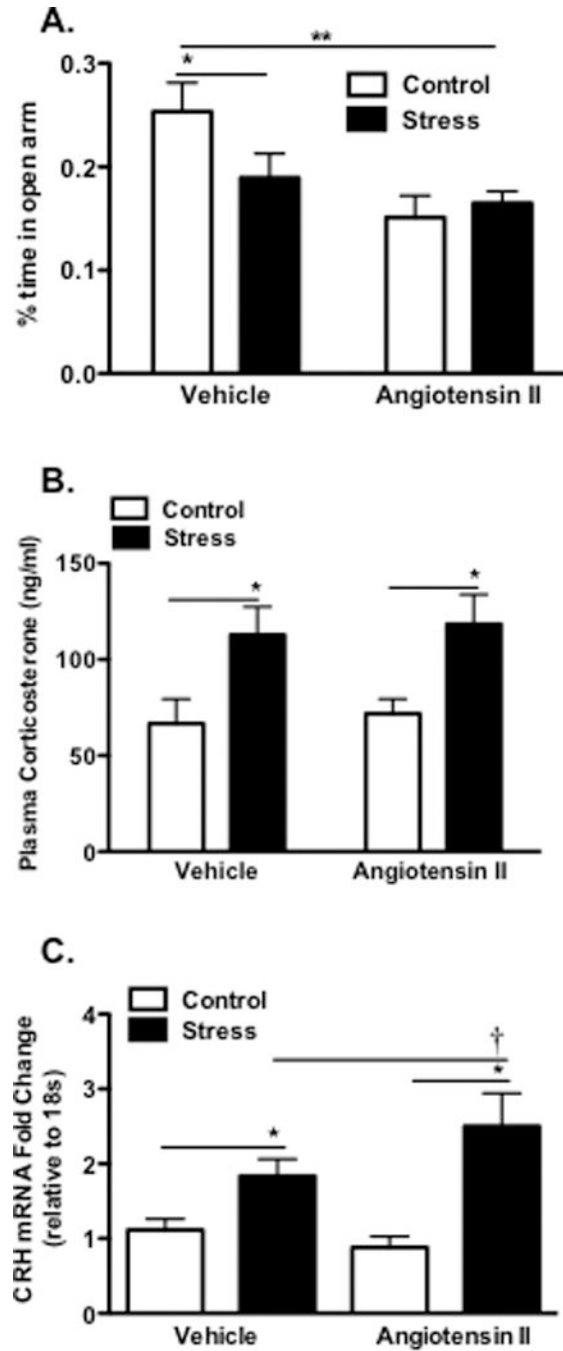 A.
**
*
0.3
Control
Stress
0.2
0.1
0.0
% time in open arm
Vehicle
Angiotensin II
B.
Control
Stress
150
*
*
100
50
0
Plasma Corticosterone (ng/ml)
Vehicle
Angiotensin II
C.
Control
Stress
4
†
*
3
*
2
1
0
CRH mRNA Fold Change
(relative to 18s)
Vehicle
Angiotensin II